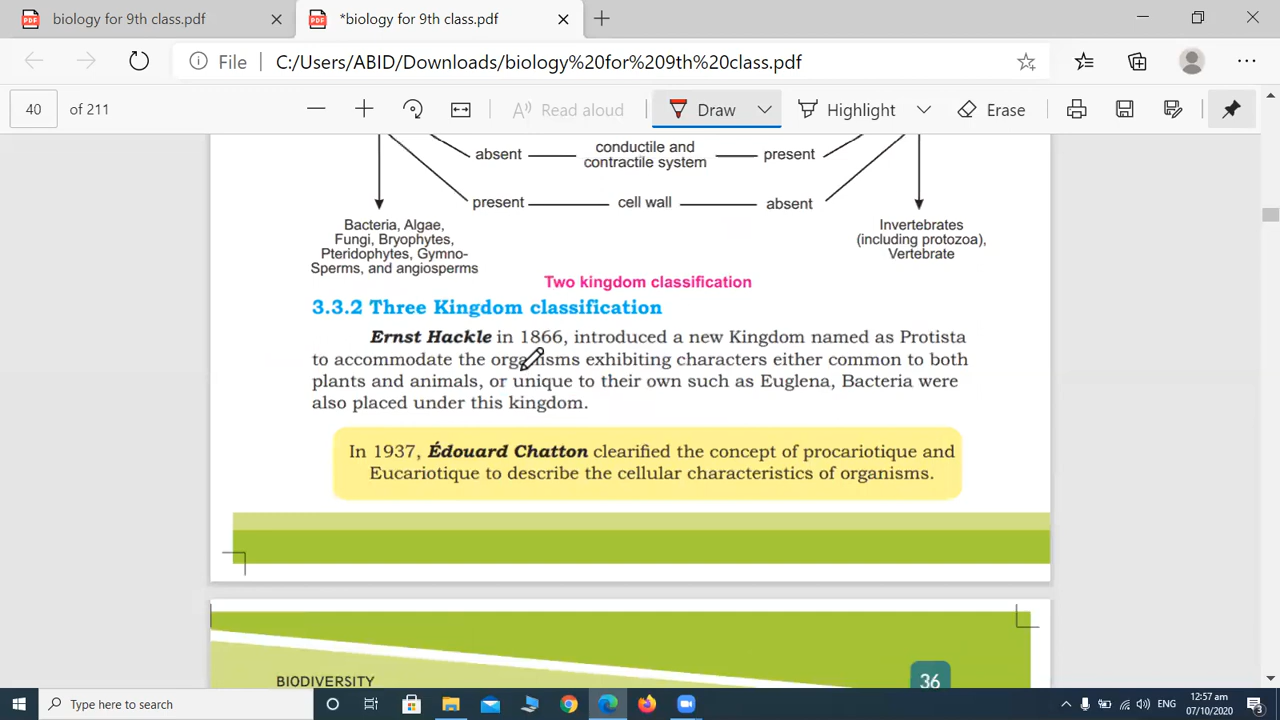 biology for 9th class.pdf
*biology for 9th class.pdf
File
C:/Users/ABID/Downloads/biology%20for%209th%20class.pdf
40 of 211
Read aloud
Draw
Highlight
Erase
absent
conductile and
contractile system
present
present
cell wall
absent
Bacteria, Algae,
Fungi, Bryophytes,
Pteridophytes, Gymno-
Sperms, and angiosperms
Invertebrates
(including protozoa),
Vertebrate
Two kingdom classification
3.3.2 Three Kingdom classification
Ernst Hackle in 1866, introduced a new Kingdom named as Protista
to accommodate the organisms exhibiting characters either common to both
plants and animals, or unique to their own such as Euglena, Bacteria were
also placed under this kingdom.
In 1937, Édouard Chatton clearified the concept of procariotique and
Eucariotique to describe the cellular characteristics of organisms.
BIODIVERSITY
36
Type here to search
ENG
12:57 am
07/10/2020
3